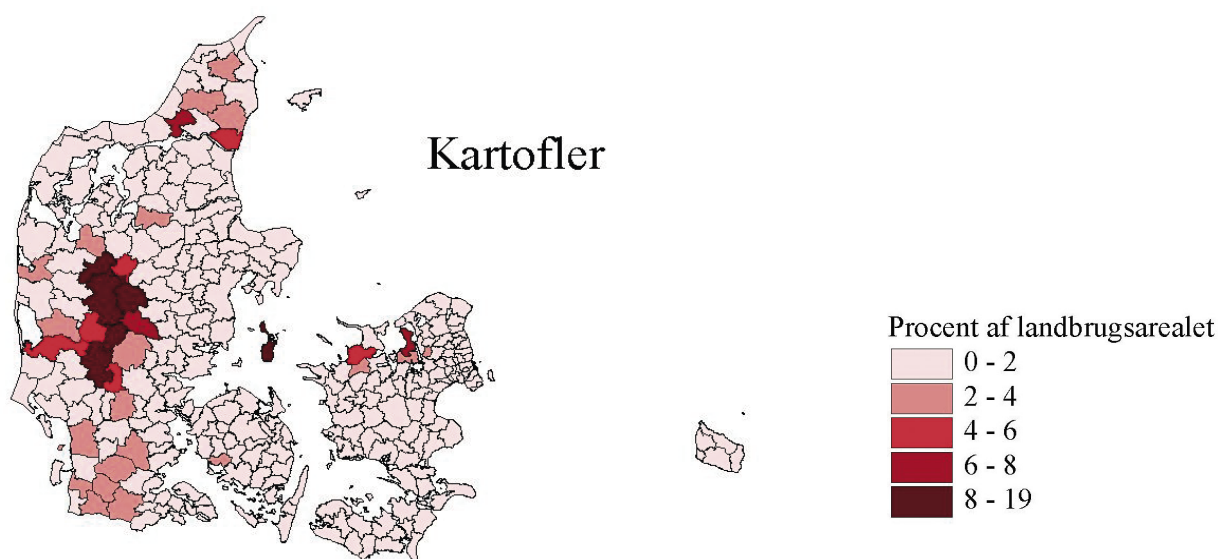 Kartofler
Procent af landbrugsarealet
0 - 2
2 - 4
4 - 6
6 - 8
8 - 19